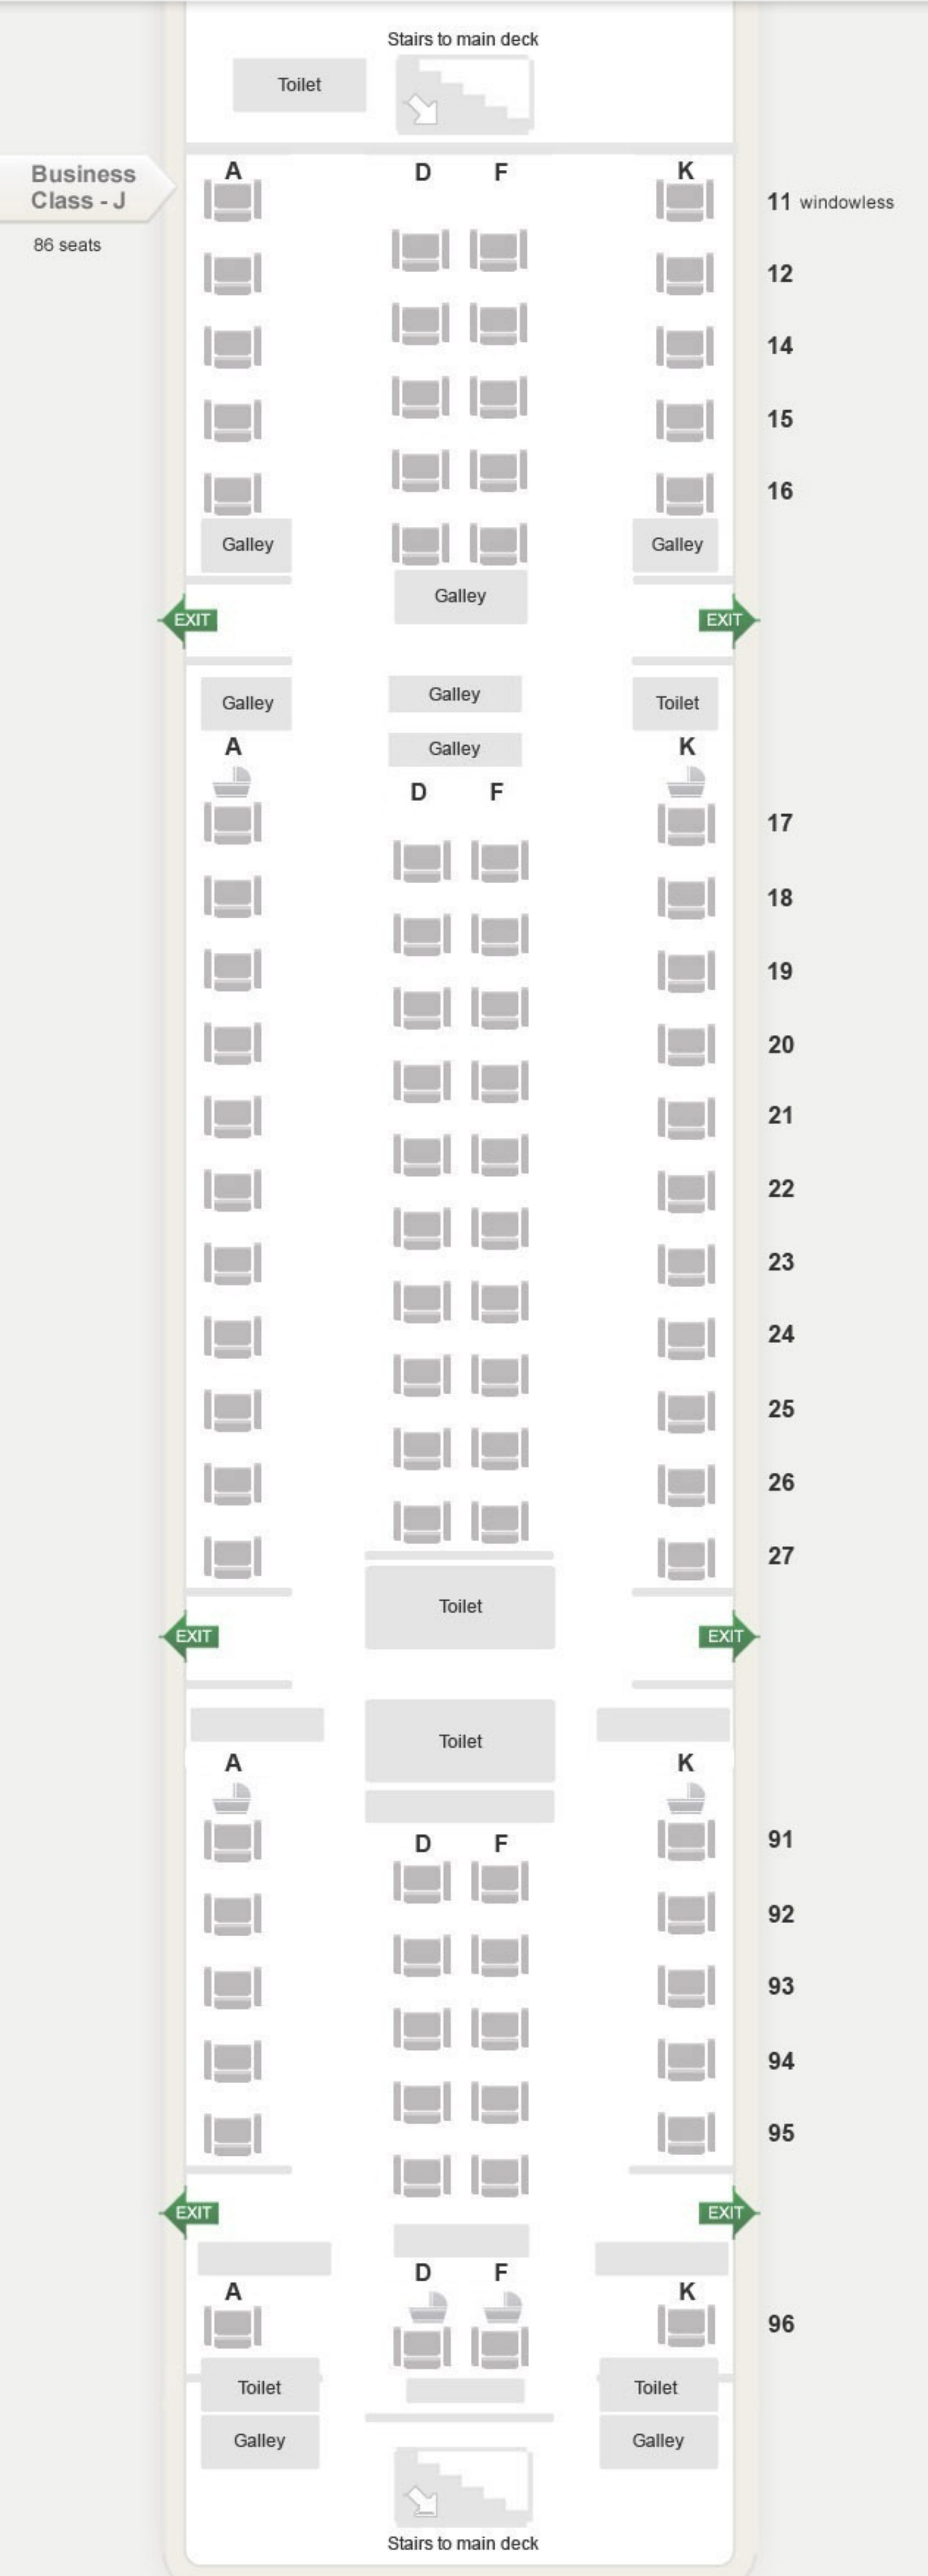 Stairs to main deck
Toilet
Business
Class - J
86 seats
A D F K
11 windowless
12
14
15
16
Galley Galley
Galley
EXIT EXIT
Galley Galley Toilet
Galley
A K
D F
17
18
19
20
21
22
23
24
25
26
27
Toilet
EXIT EXIT
Toilet
A K
D F
91
92
93
94
95
EXIT EXIT
D F
A K
96
Toilet Toilet
Galley Galley
Stairs to main deck